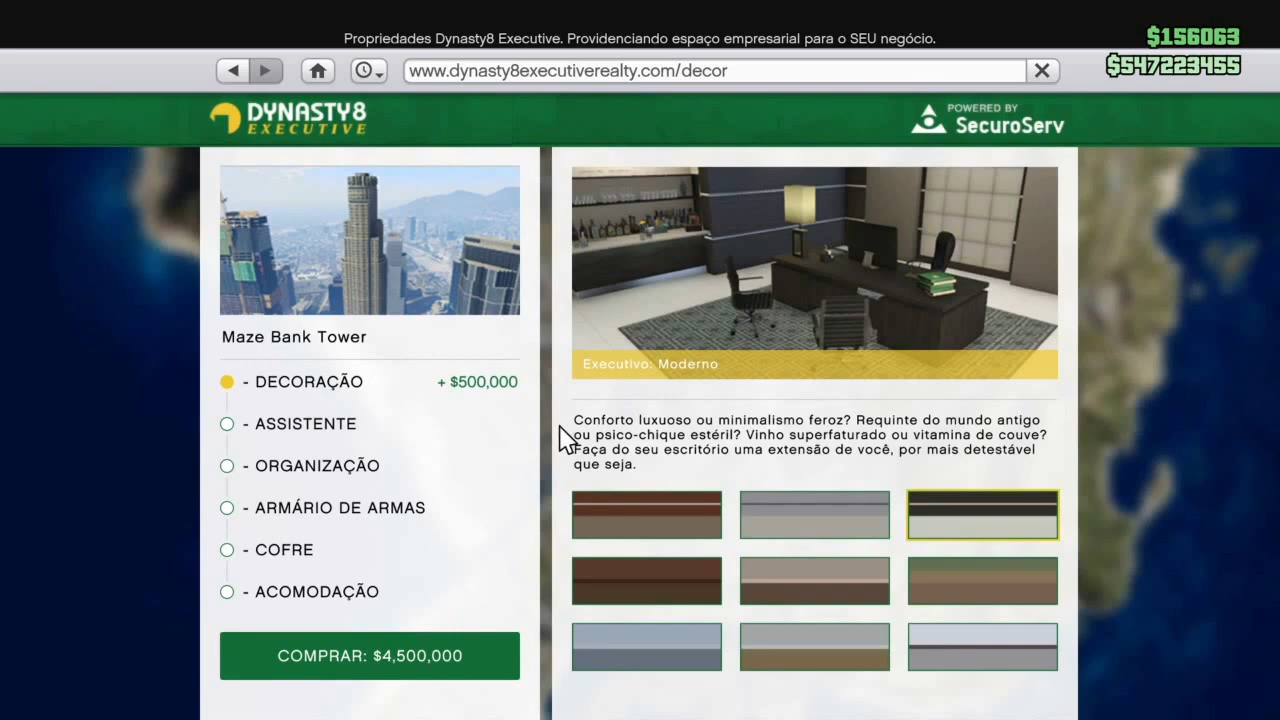 Propriedades Dynasty8 Executive. Providenciando espaço empresarial para o SEU negócio.
$156063
$547223455
www.dynasty8executiverealty.com/decor
DYNASTY8
EXECUTIVE
POWERED BY
SecuroServ
Maze Bank Tower
- DECORAÇÃO + $500,000
- ASSISTENTE
- ORGANIZAÇÃO
- ARMÁRIO DE ARMAS
- COFRE
- ACOMODAÇÃO
COMPRAR: $4,500,000
Executivo: Moderno
Conforto luxuoso ou minimalismo feroz? Requinte do mundo antigo
ou psico-chique estéril? Vinho superfaturado ou vitamina de couve?
Faça do seu escritório uma extensão de você, por mais detestável
que seja.